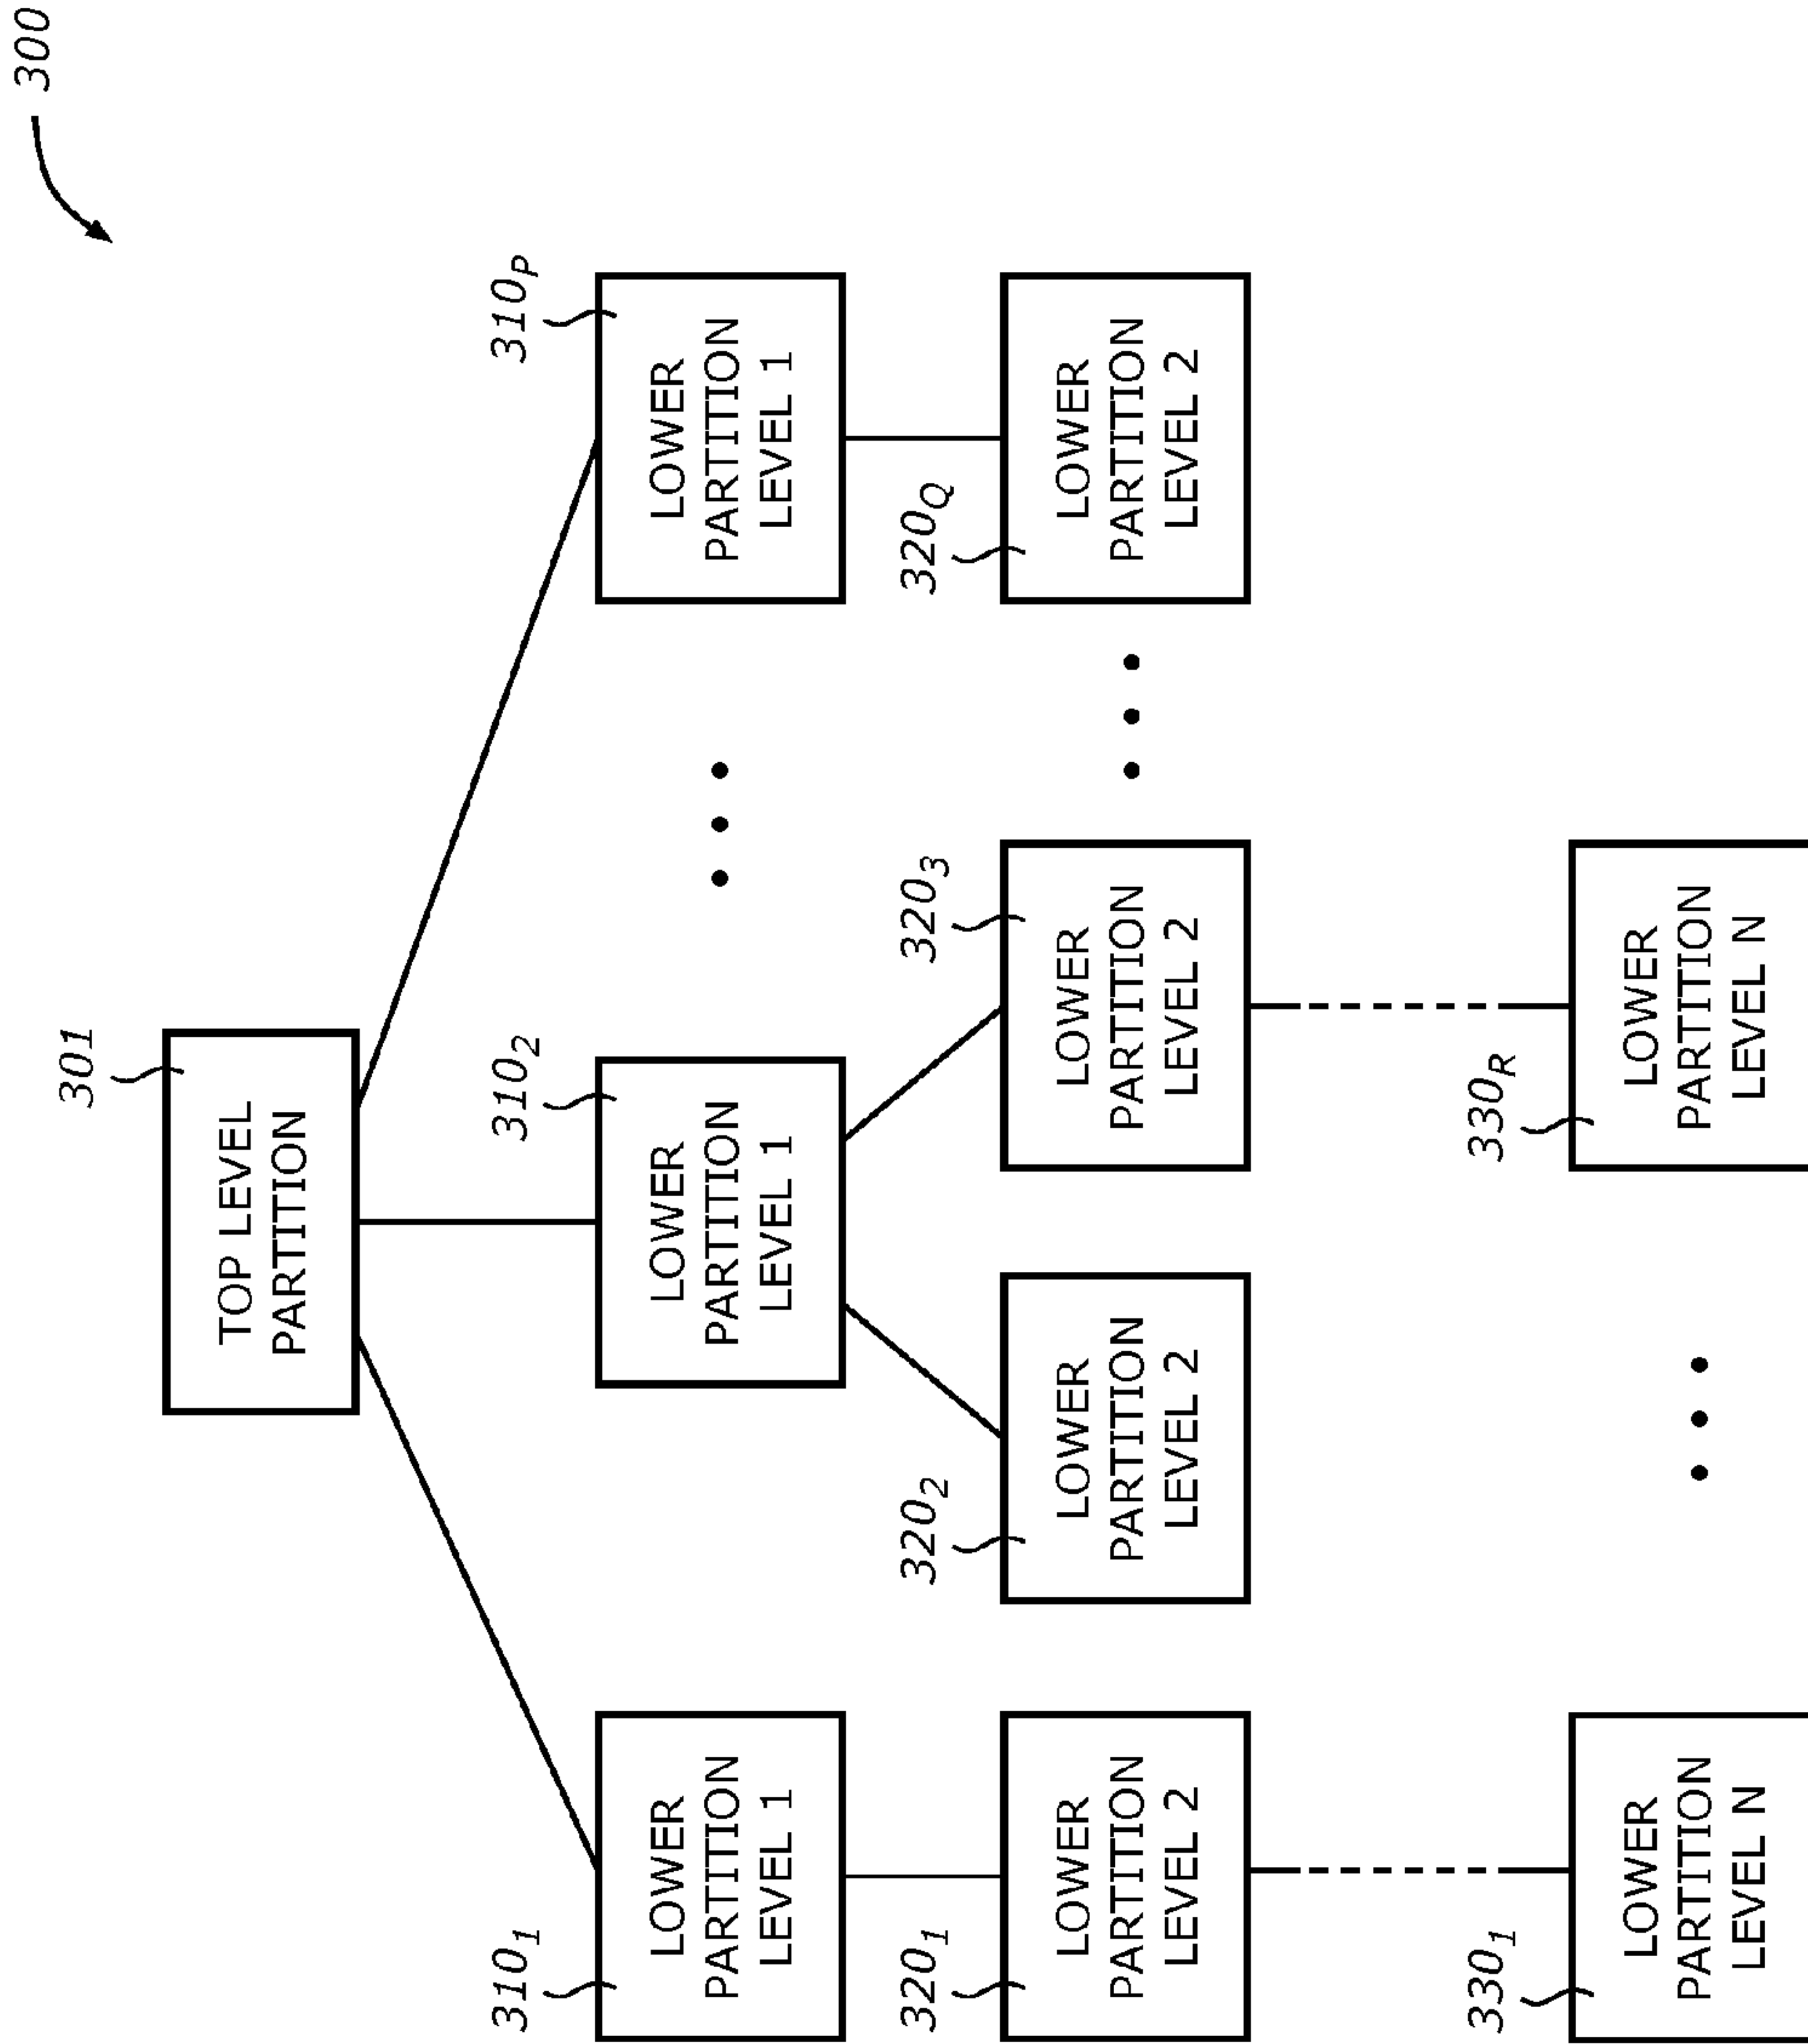 300
301
TOP LEVEL
PARTITION
310₁
LOWER
PARTITION
LEVEL 1
310₂
LOWER
PARTITION
LEVEL 1
310P
LOWER
PARTITION
LEVEL 1
320₁
LOWER
PARTITION
LEVEL 2
320₂
LOWER
PARTITION
LEVEL 2
320₃
LOWER
PARTITION
LEVEL 2
320Q
LOWER
PARTITION
LEVEL 2
330₁
LOWER
PARTITION
LEVEL N
330R
LOWER
PARTITION
LEVEL N